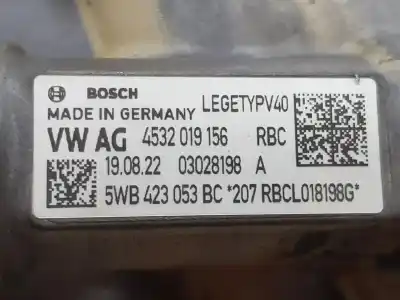 BOSCH LEGETYPV40
MADE IN GERMANY
VW AG 4532 019 156 RBC
19.08.22 03028198 A
5WB 423 053 BC *207 RBCL018198G*